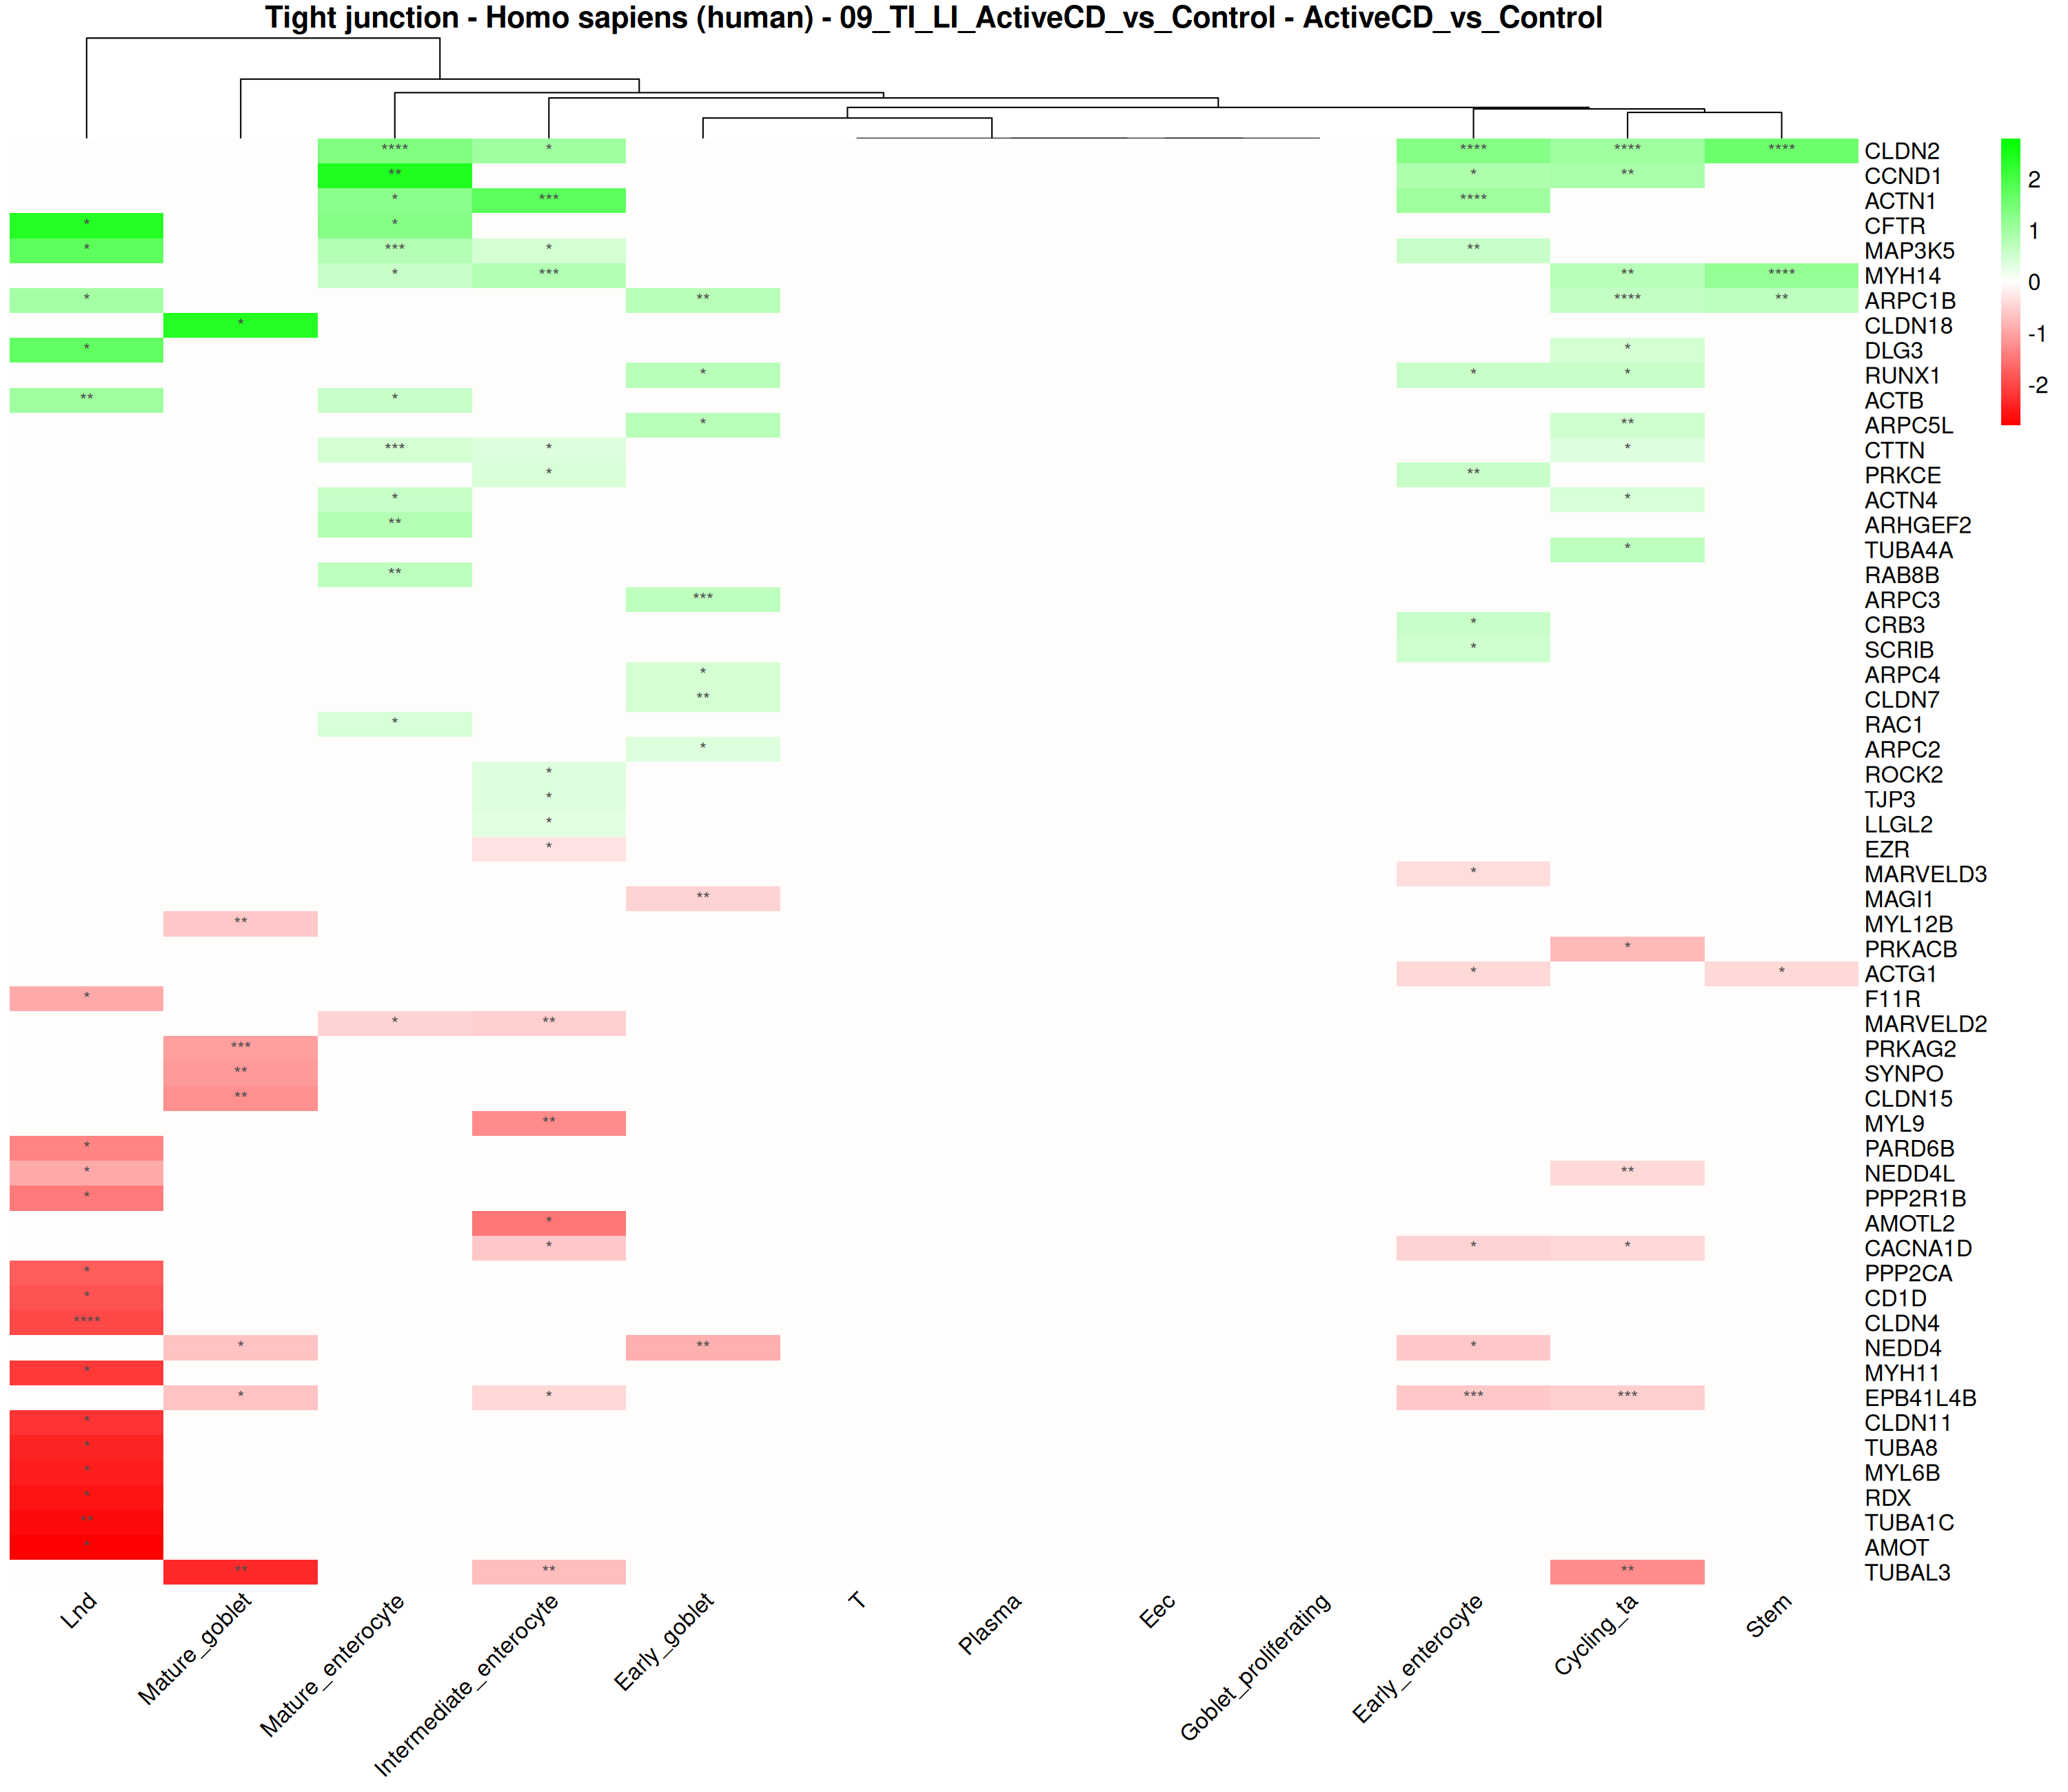 Tight junction - Homo sapiens (human) - 09_TI_LI_ActiveCD_vs_Control - ActiveCD_vs_Control
**** * **** **** **** CLDN2
** * ** CCND1
* *** **** ACTN1
* * CFTR
* *** * ** MAP3K5
* *** ** **** MYH14
* ** **** ** ARPC1B
* CLDN18
* * DLG3
* * * RUNX1
** * ACTB
* ** ARPC5L
*** * * CTTN
* ** PRKCE
* * ACTN4
** ARHGEF2
* TUBA4A
** RAB8B
*** ARPC3
* CRB3
* SCRIB
* ARPC4
** CLDN7
* RAC1
* ARPC2
* ROCK2
* TJP3
* LLGL2
* EZR
* MARVELD3
** MAGI1
** MYL12B
* PRKACB
* * ACTG1
* F11R
* ** MARVELD2
*** PRKAG2
** SYNPO
** CLDN15
** MYL9
* PARD6B
* ** NEDD4L
* PPP2R1B
* AMOTL2
* * * CACNA1D
* PPP2CA
* CD1D
**** CLDN4
* ** * NEDD4
* MYH11
* * *** *** EPB41L4B
* CLDN11
* TUBA8
* MYL6B
* RDX
** TUBA1C
* AMOT
** ** ** TUBAL3
2
1
0
-1
-2
Lnd
Mature_goblet
Mature_enterocyte
Intermediate_enterocyte
Early_goblet
T
Plasma
Eec
Goblet_proliferating
Early_enterocyte
Cycling_ta
Stem